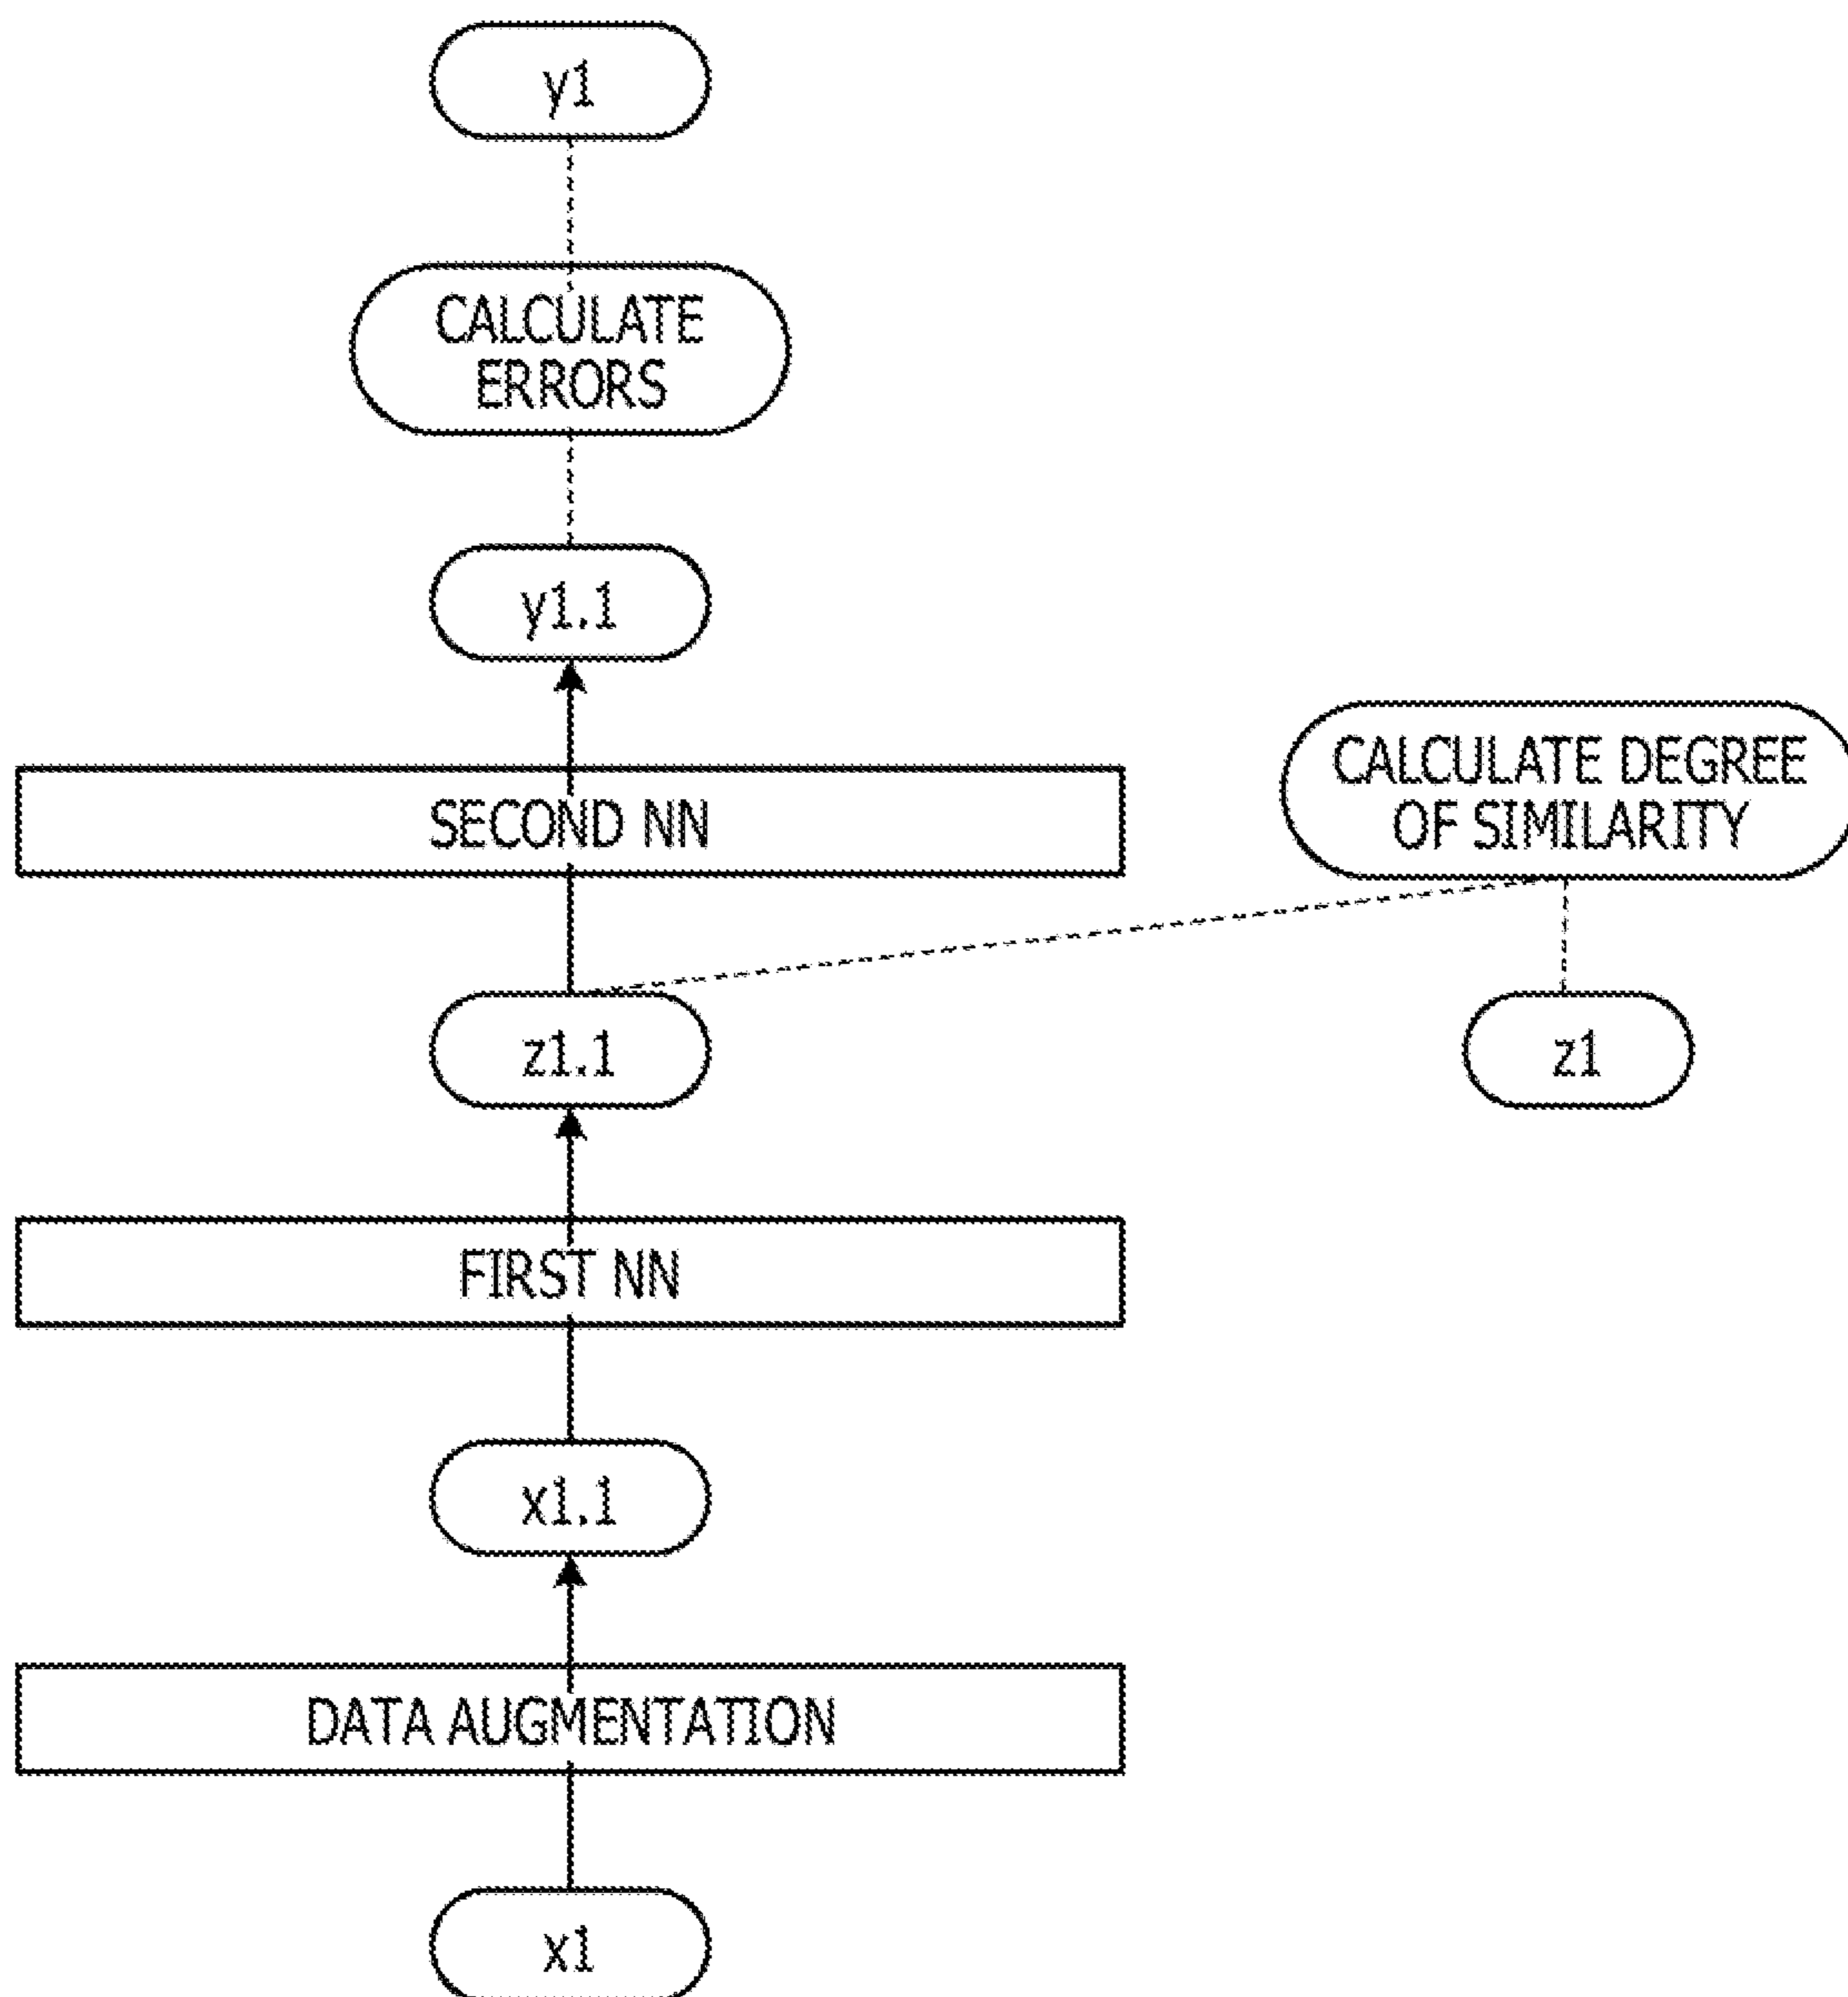 y1
CALCULATE
ERRORS
y1.1
SECOND NN
CALCULATE DEGREE
OF SIMILARITY
z1.1
z1
FIRST NN
x1.1
DATA AUGMENTATION
x1